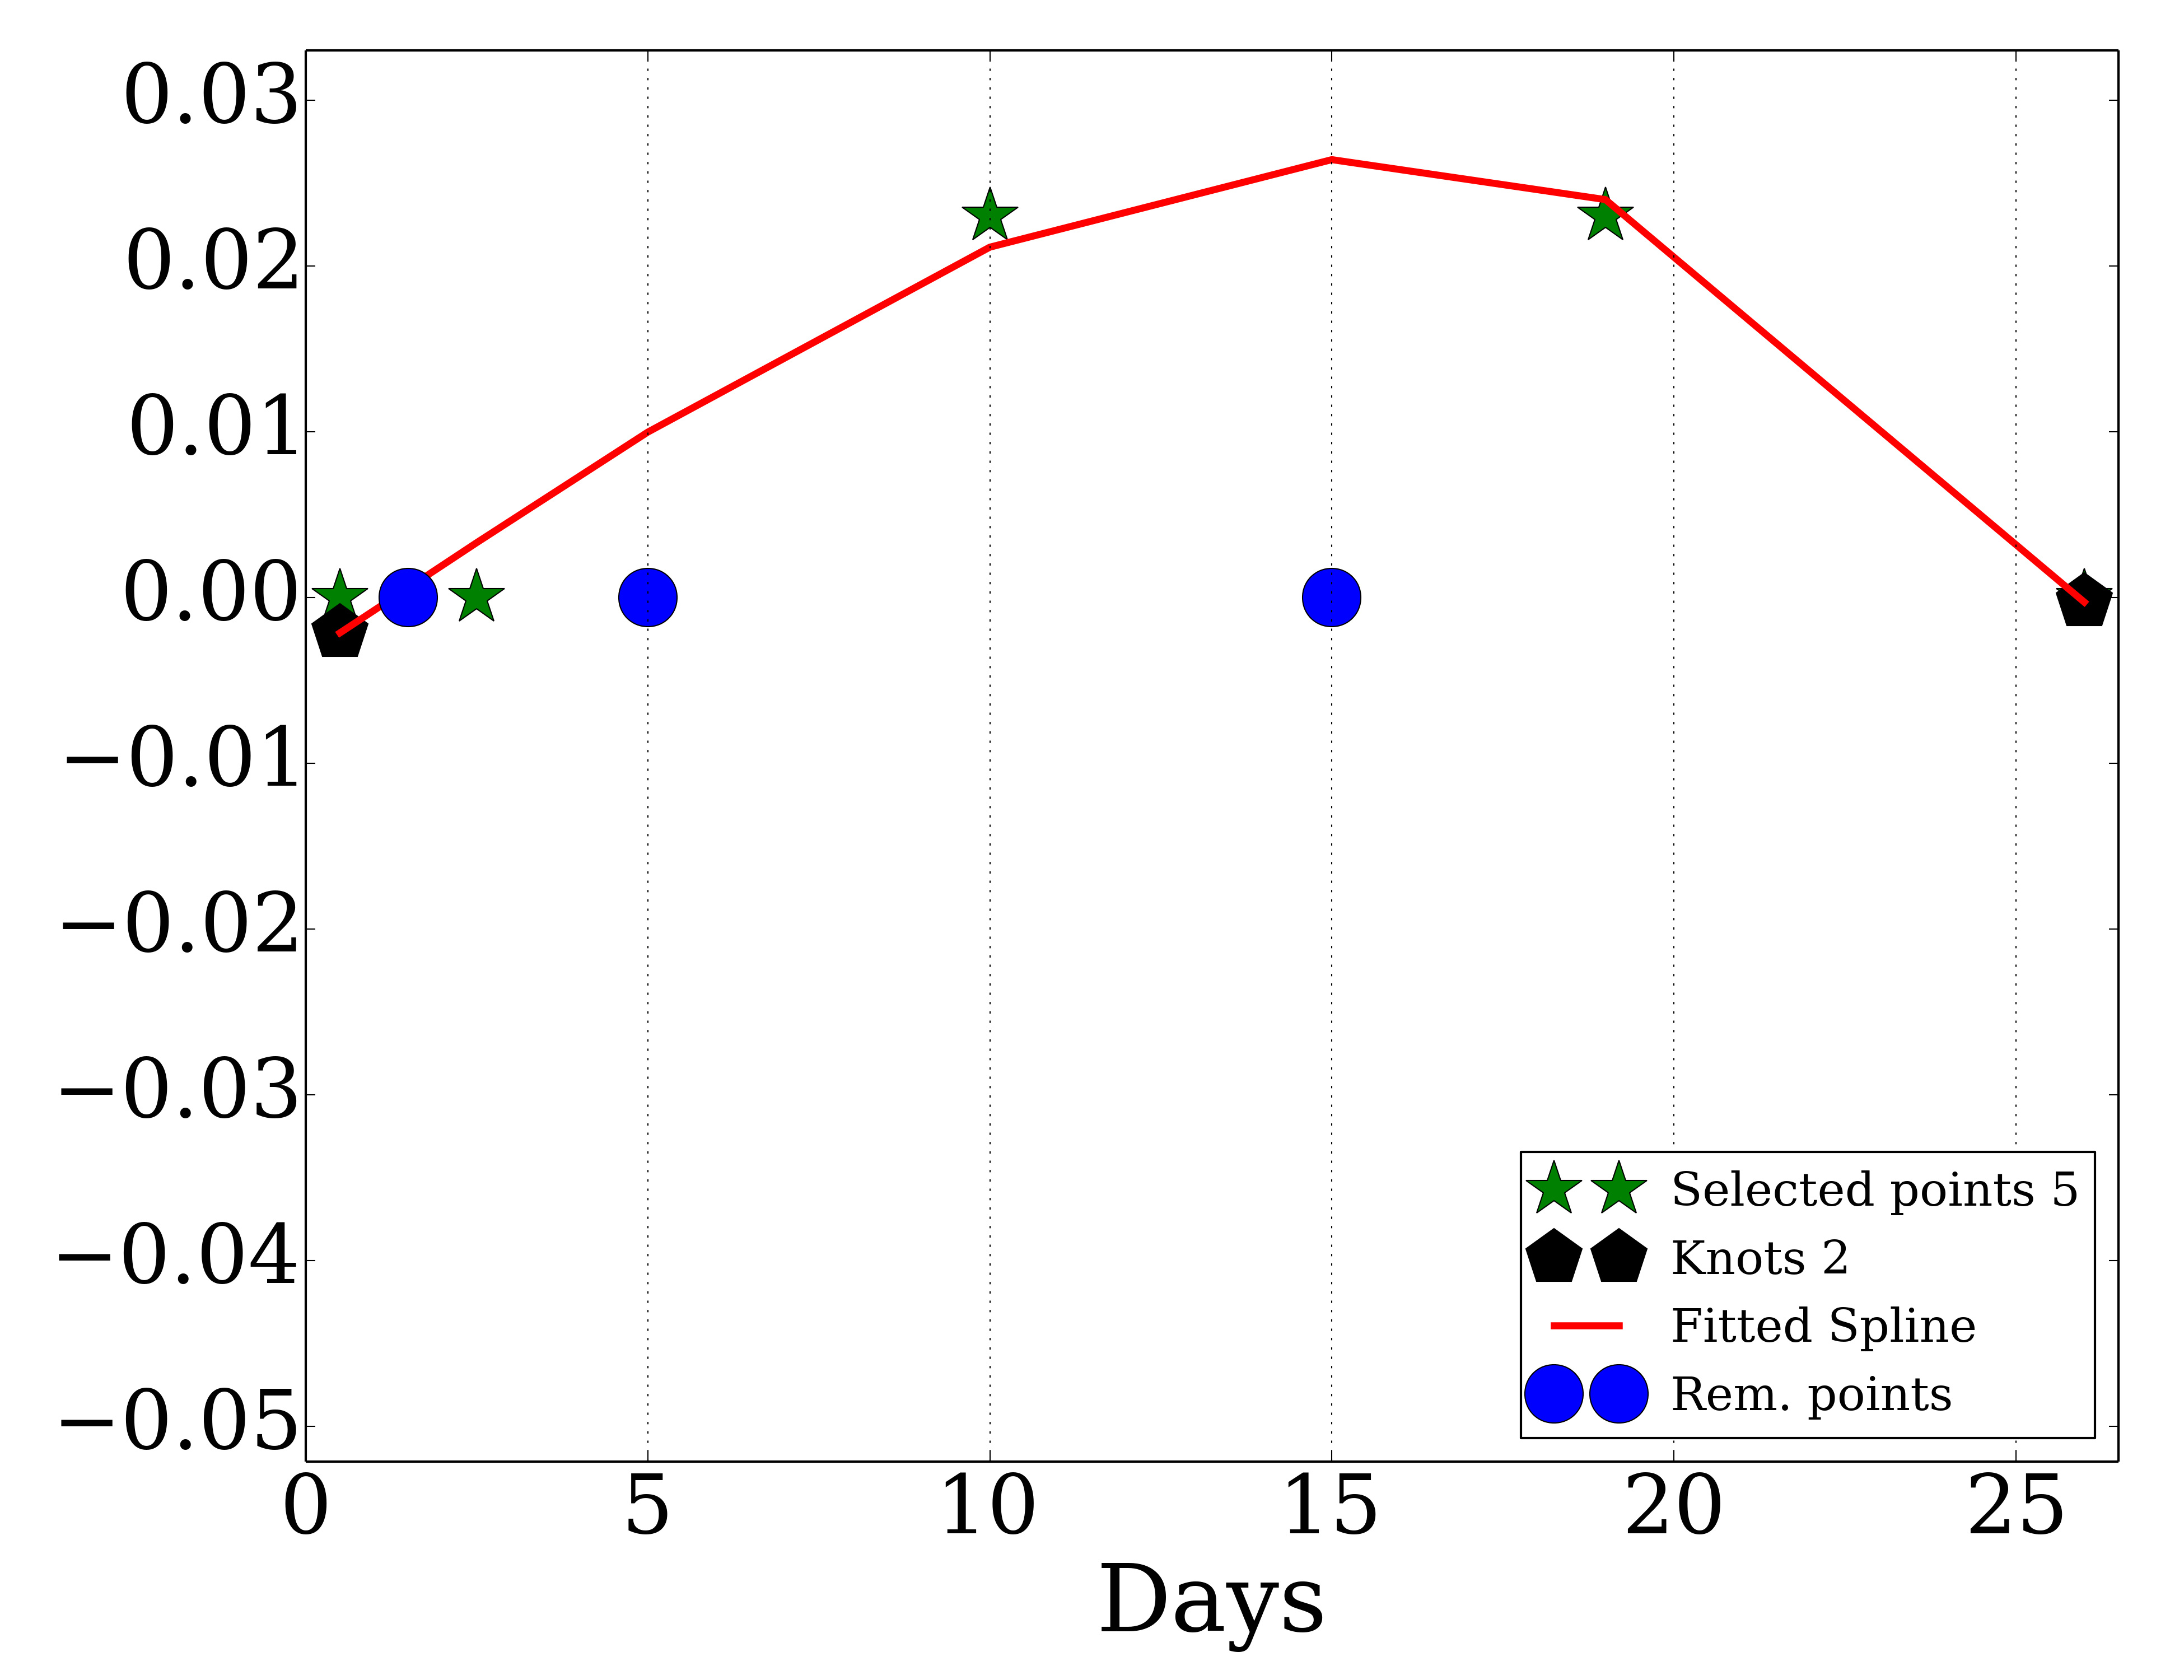 0.03
0.02
0.01
0.00
−0.01
−0.02
−0.03
−0.04
−0.05
0 5 10 15 20 25
Days
Selected points 5
Knots 2
Fitted Spline
Rem. points